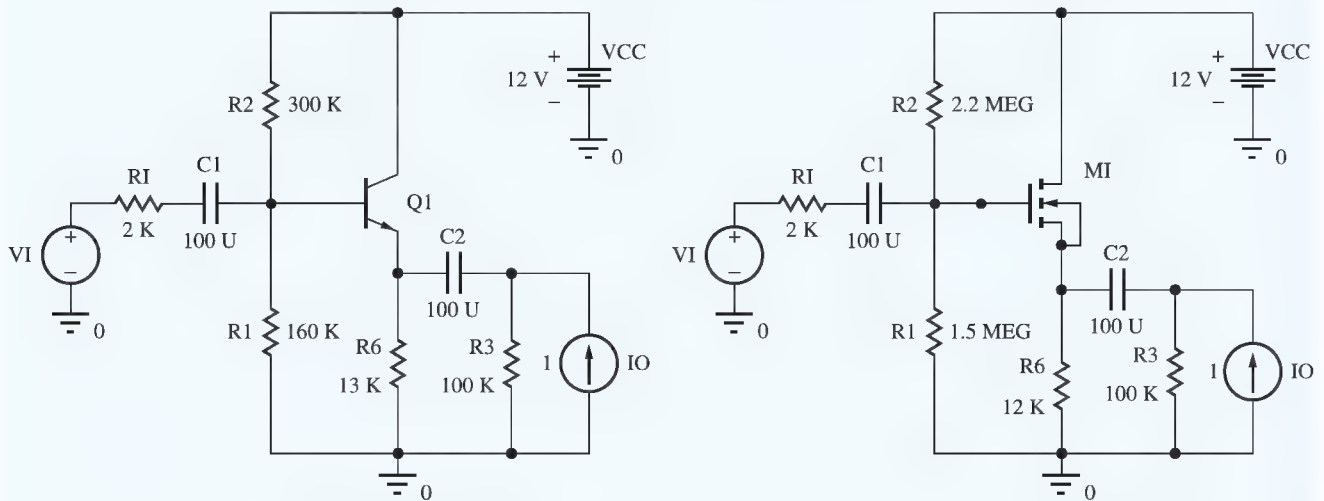 VCC
+
12 V
−
R2
300 K
0
C1
RI
Q1
2 K
100 U
+
VI
−
C2
0
100 U
R1
160 K
R6
R3
1
IO
13 K
100 K
0
VCC
+
12 V
−
R2
2.2 MEG
0
C1
MI
RI
2 K
100 U
+
VI
−
C2
0
100 U
R1
1.5 MEG
R3
R6
1
IO
100 K
12 K
0